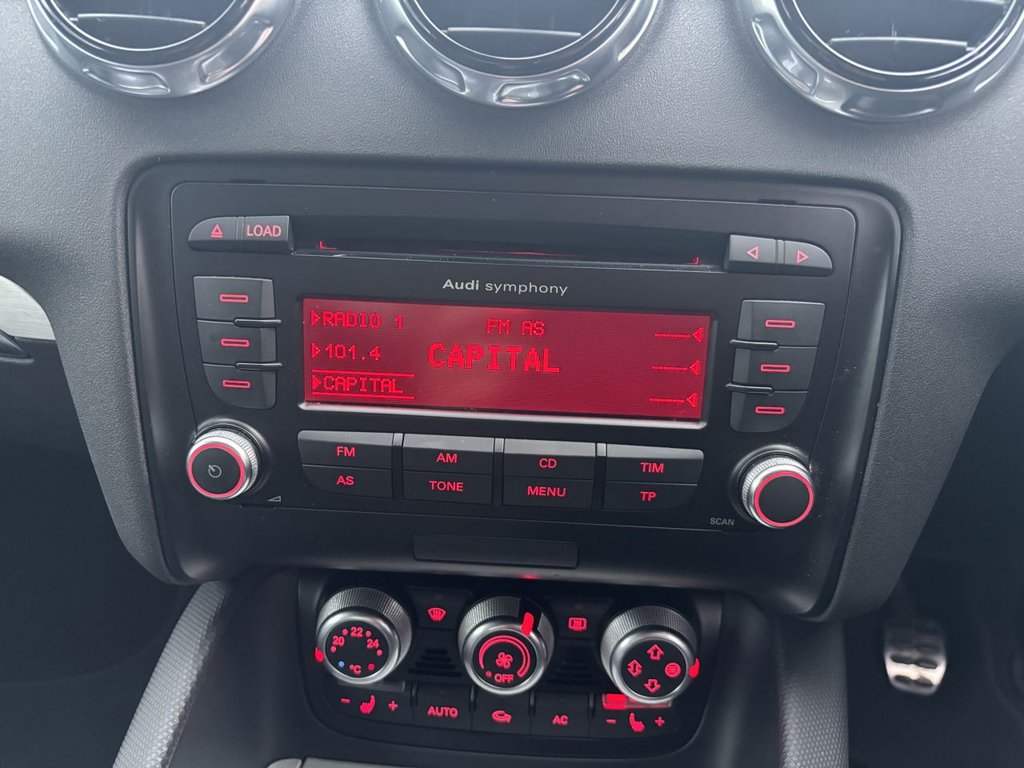 LOAD
Audi symphony
RADIO 1 FM AS
101.4 CAPITAL
CAPITAL
FM AM CD TIM
AS TONE MENU TP
SCAN
20 22 24
°C
OFF
- + AUTO AC - +